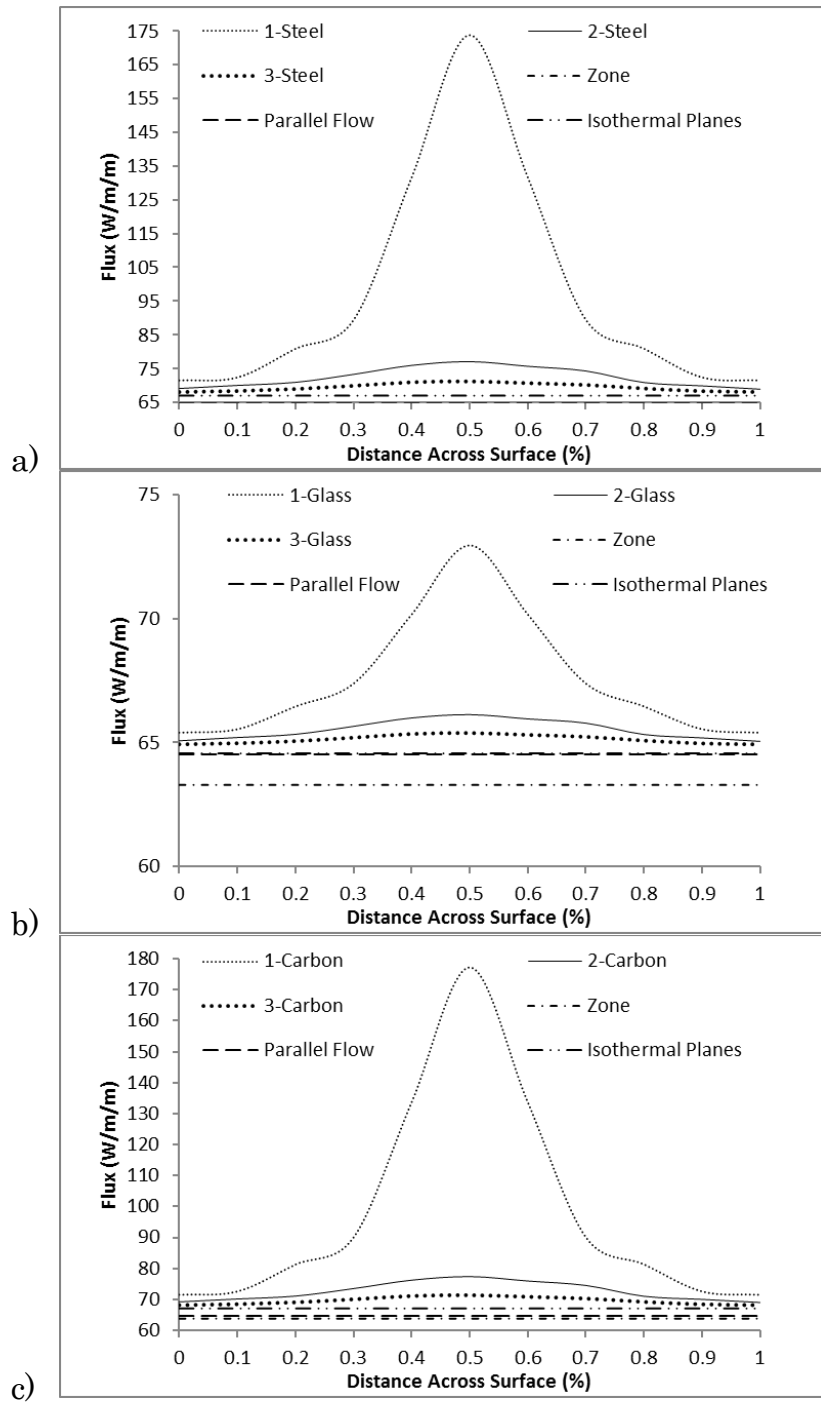 1-Steel 2-Steel
3-Steel Zone
Parallel Flow Isothermal Planes
175
165
155
145
135
125
115
105
95
85
75
65
Flux (W/m/m)
0 0.1 0.2 0.3 0.4 0.5 0.6 0.7 0.8 0.9 1
Distance Across Surface (%)
a)
1-Glass 2-Glass
3-Glass Zone
Parallel Flow Isothermal Planes
75
70
65
60
Flux (W/m/m)
0 0.1 0.2 0.3 0.4 0.5 0.6 0.7 0.8 0.9 1
Distance Across Surface (%)
b)
1-Carbon 2-Carbon
3-Carbon Zone
Parallel Flow Isothermal Planes
180
170
160
150
140
130
120
110
100
90
80
70
60
Flux (W/m/m)
0 0.1 0.2 0.3 0.4 0.5 0.6 0.7 0.8 0.9 1
Distance Across Surface (%)
c)